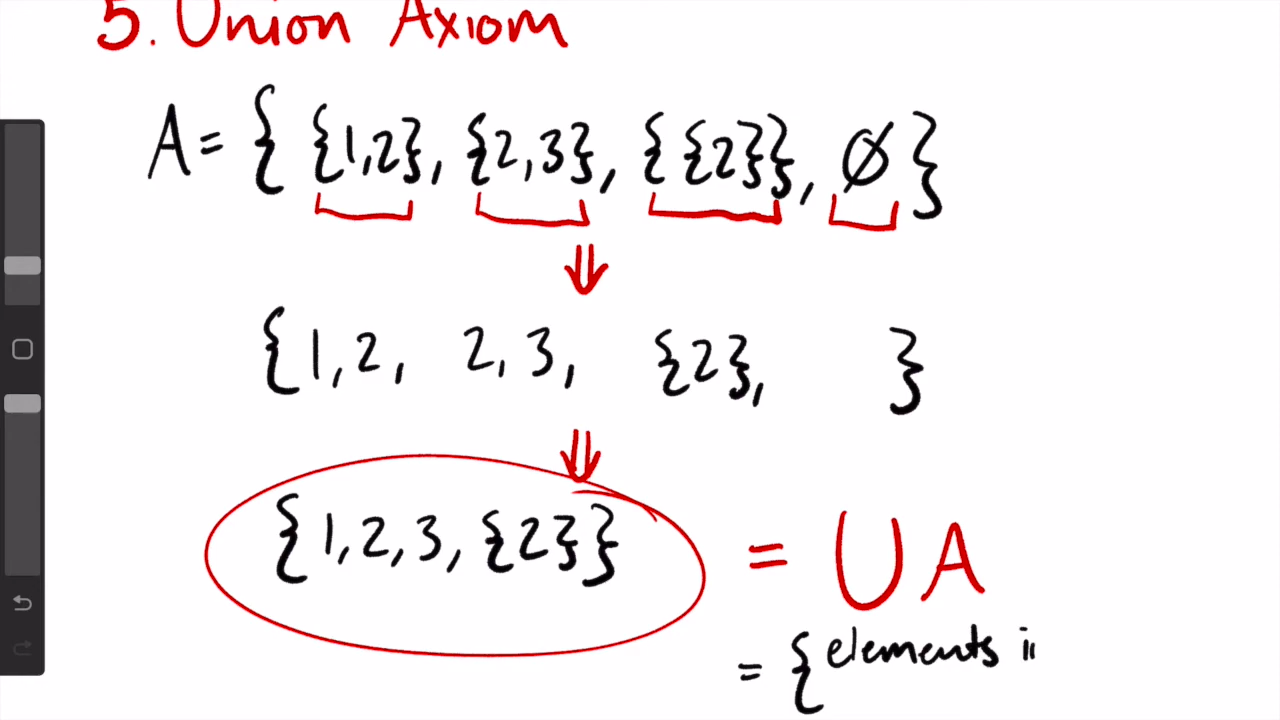 5. Union Axiom
A = { {1,2}, {2,3}, {{2}}, ∅ }
⇓
{1,2, 2,3, {2}, }
⇓
{1,2,3,{2}} = ∪A
= { elements